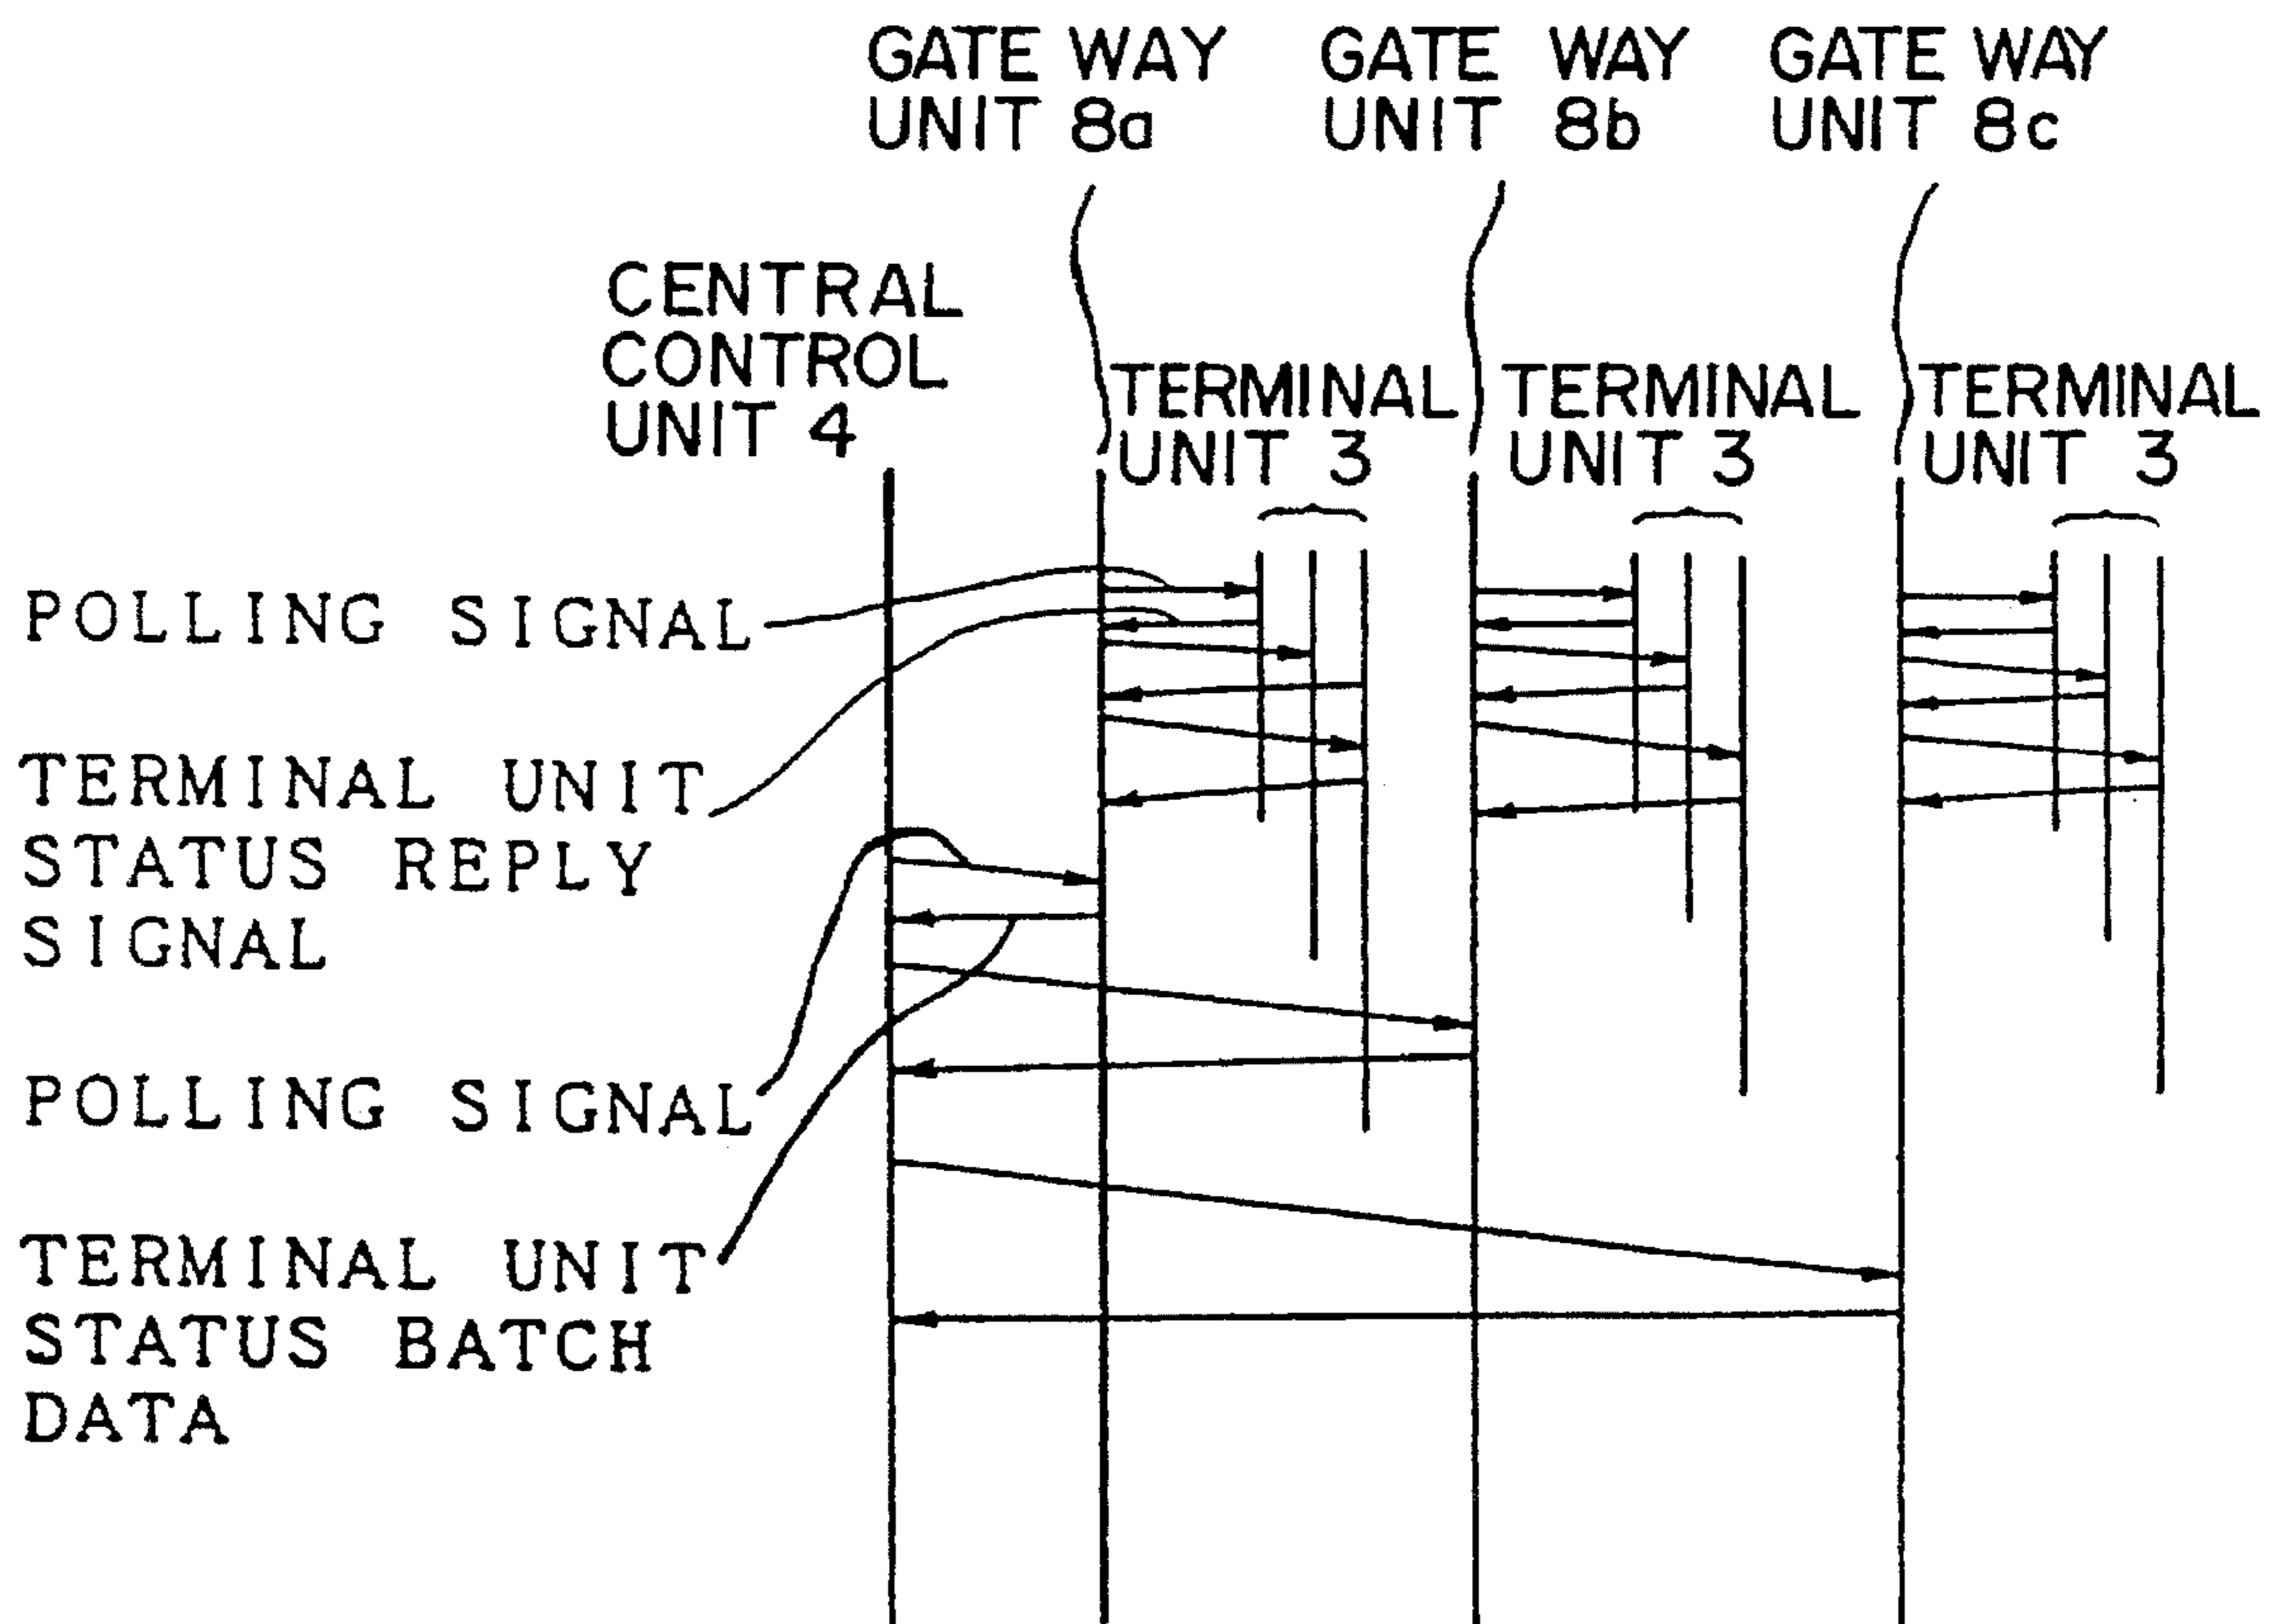 GATE WAY
UNIT 8a
GATE WAY
UNIT 8b
GATE WAY
UNIT 8c
CENTRAL
CONTROL
UNIT 4
TERMINAL
UNIT 3
TERMINAL
UNIT 3
TERMINAL
UNIT 3
POLLING SIGNAL
TERMINAL UNIT
STATUS REPLY
SIGNAL
POLLING SIGNAL
TERMINAL UNIT
STATUS BATCH
DATA